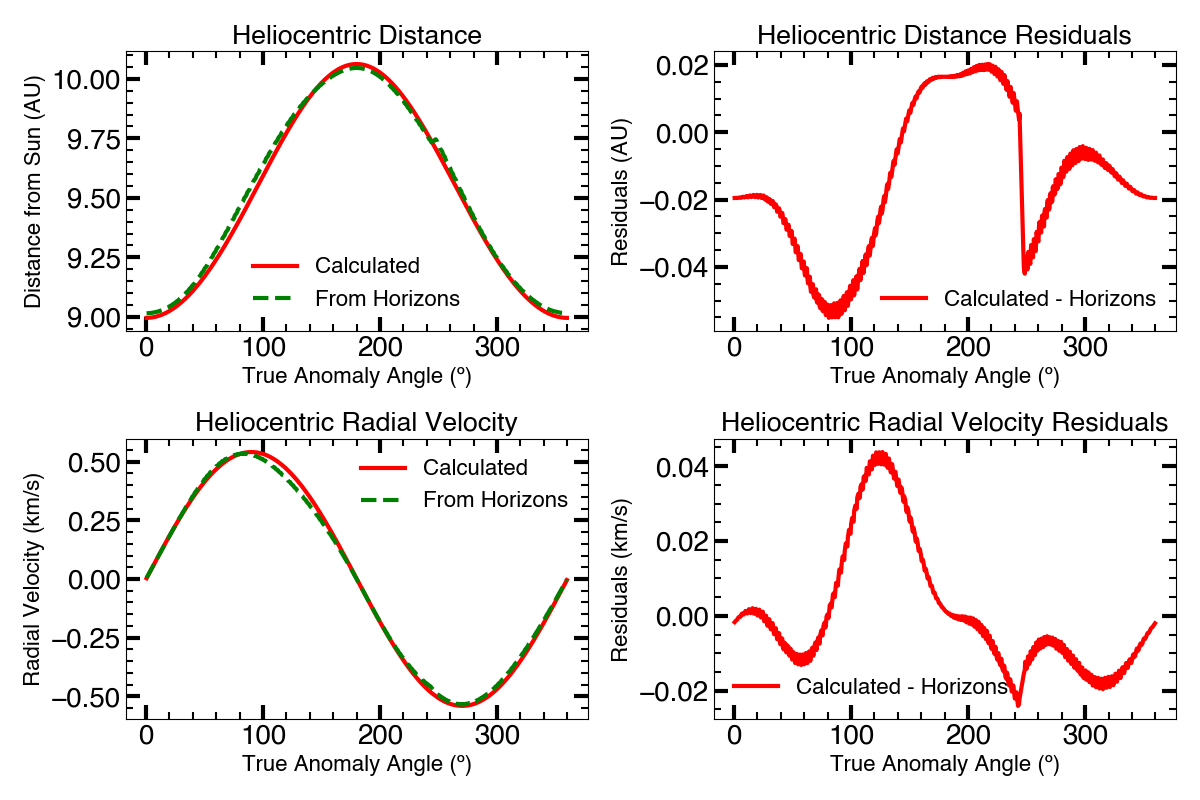 Heliocentric Distance
Distance from Sun (AU)
10.00
9.75
9.50
9.25
9.00
Calculated
From Horizons
0
100
200
300
True Anomaly Angle (º)
Heliocentric Distance Residuals
Residuals (AU)
0.02
0.00
−0.02
−0.04
Calculated - Horizons
0
100
200
300
True Anomaly Angle (º)
Heliocentric Radial Velocity
Radial Velocity (km/s)
0.50
0.25
0.00
−0.25
−0.50
Calculated
From Horizons
0
100
200
300
True Anomaly Angle (º)
Heliocentric Radial Velocity Residuals
Residuals (km/s)
0.04
0.02
0.00
−0.02
Calculated - Horizons
0
100
200
300
True Anomaly Angle (º)